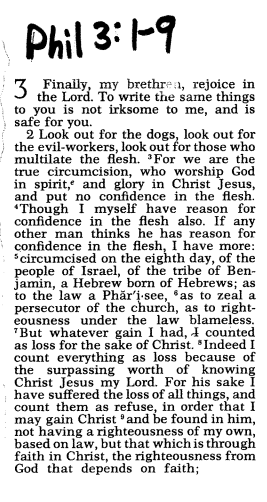 Phil 3:1-9
3 Finally, my brethren, rejoice in
the Lord. To write the same things
to you is not irksome to me, and is
safe for you.
2 Look out for the dogs, look out for
the evil-workers, look out for those who
multilate the flesh. ³For we are the
true circumcision, who worship God
in spirit,ᵉ and glory in Christ Jesus,
and put no confidence in the flesh.
⁴Though I myself have reason for
confidence in the flesh also. If any
other man thinks he has reason for
confidence in the flesh, I have more:
⁵circumcised on the eighth day, of the
people of Israel, of the tribe of Ben-
jamin, a Hebrew born of Hebrews; as
to the law a Phăr′i·see, ⁶as to zeal a
persecutor of the church, as to right-
eousness under the law blameless.
⁷But whatever gain I had, I counted
as loss for the sake of Christ. ⁸Indeed I
count everything as loss because of
the surpassing worth of knowing
Christ Jesus my Lord. For his sake I
have suffered the loss of all things, and
count them as refuse, in order that I
may gain Christ ⁹and be found in him,
not having a righteousness of my own,
based on law, but that which is through
faith in Christ, the righteousness from
God that depends on faith;